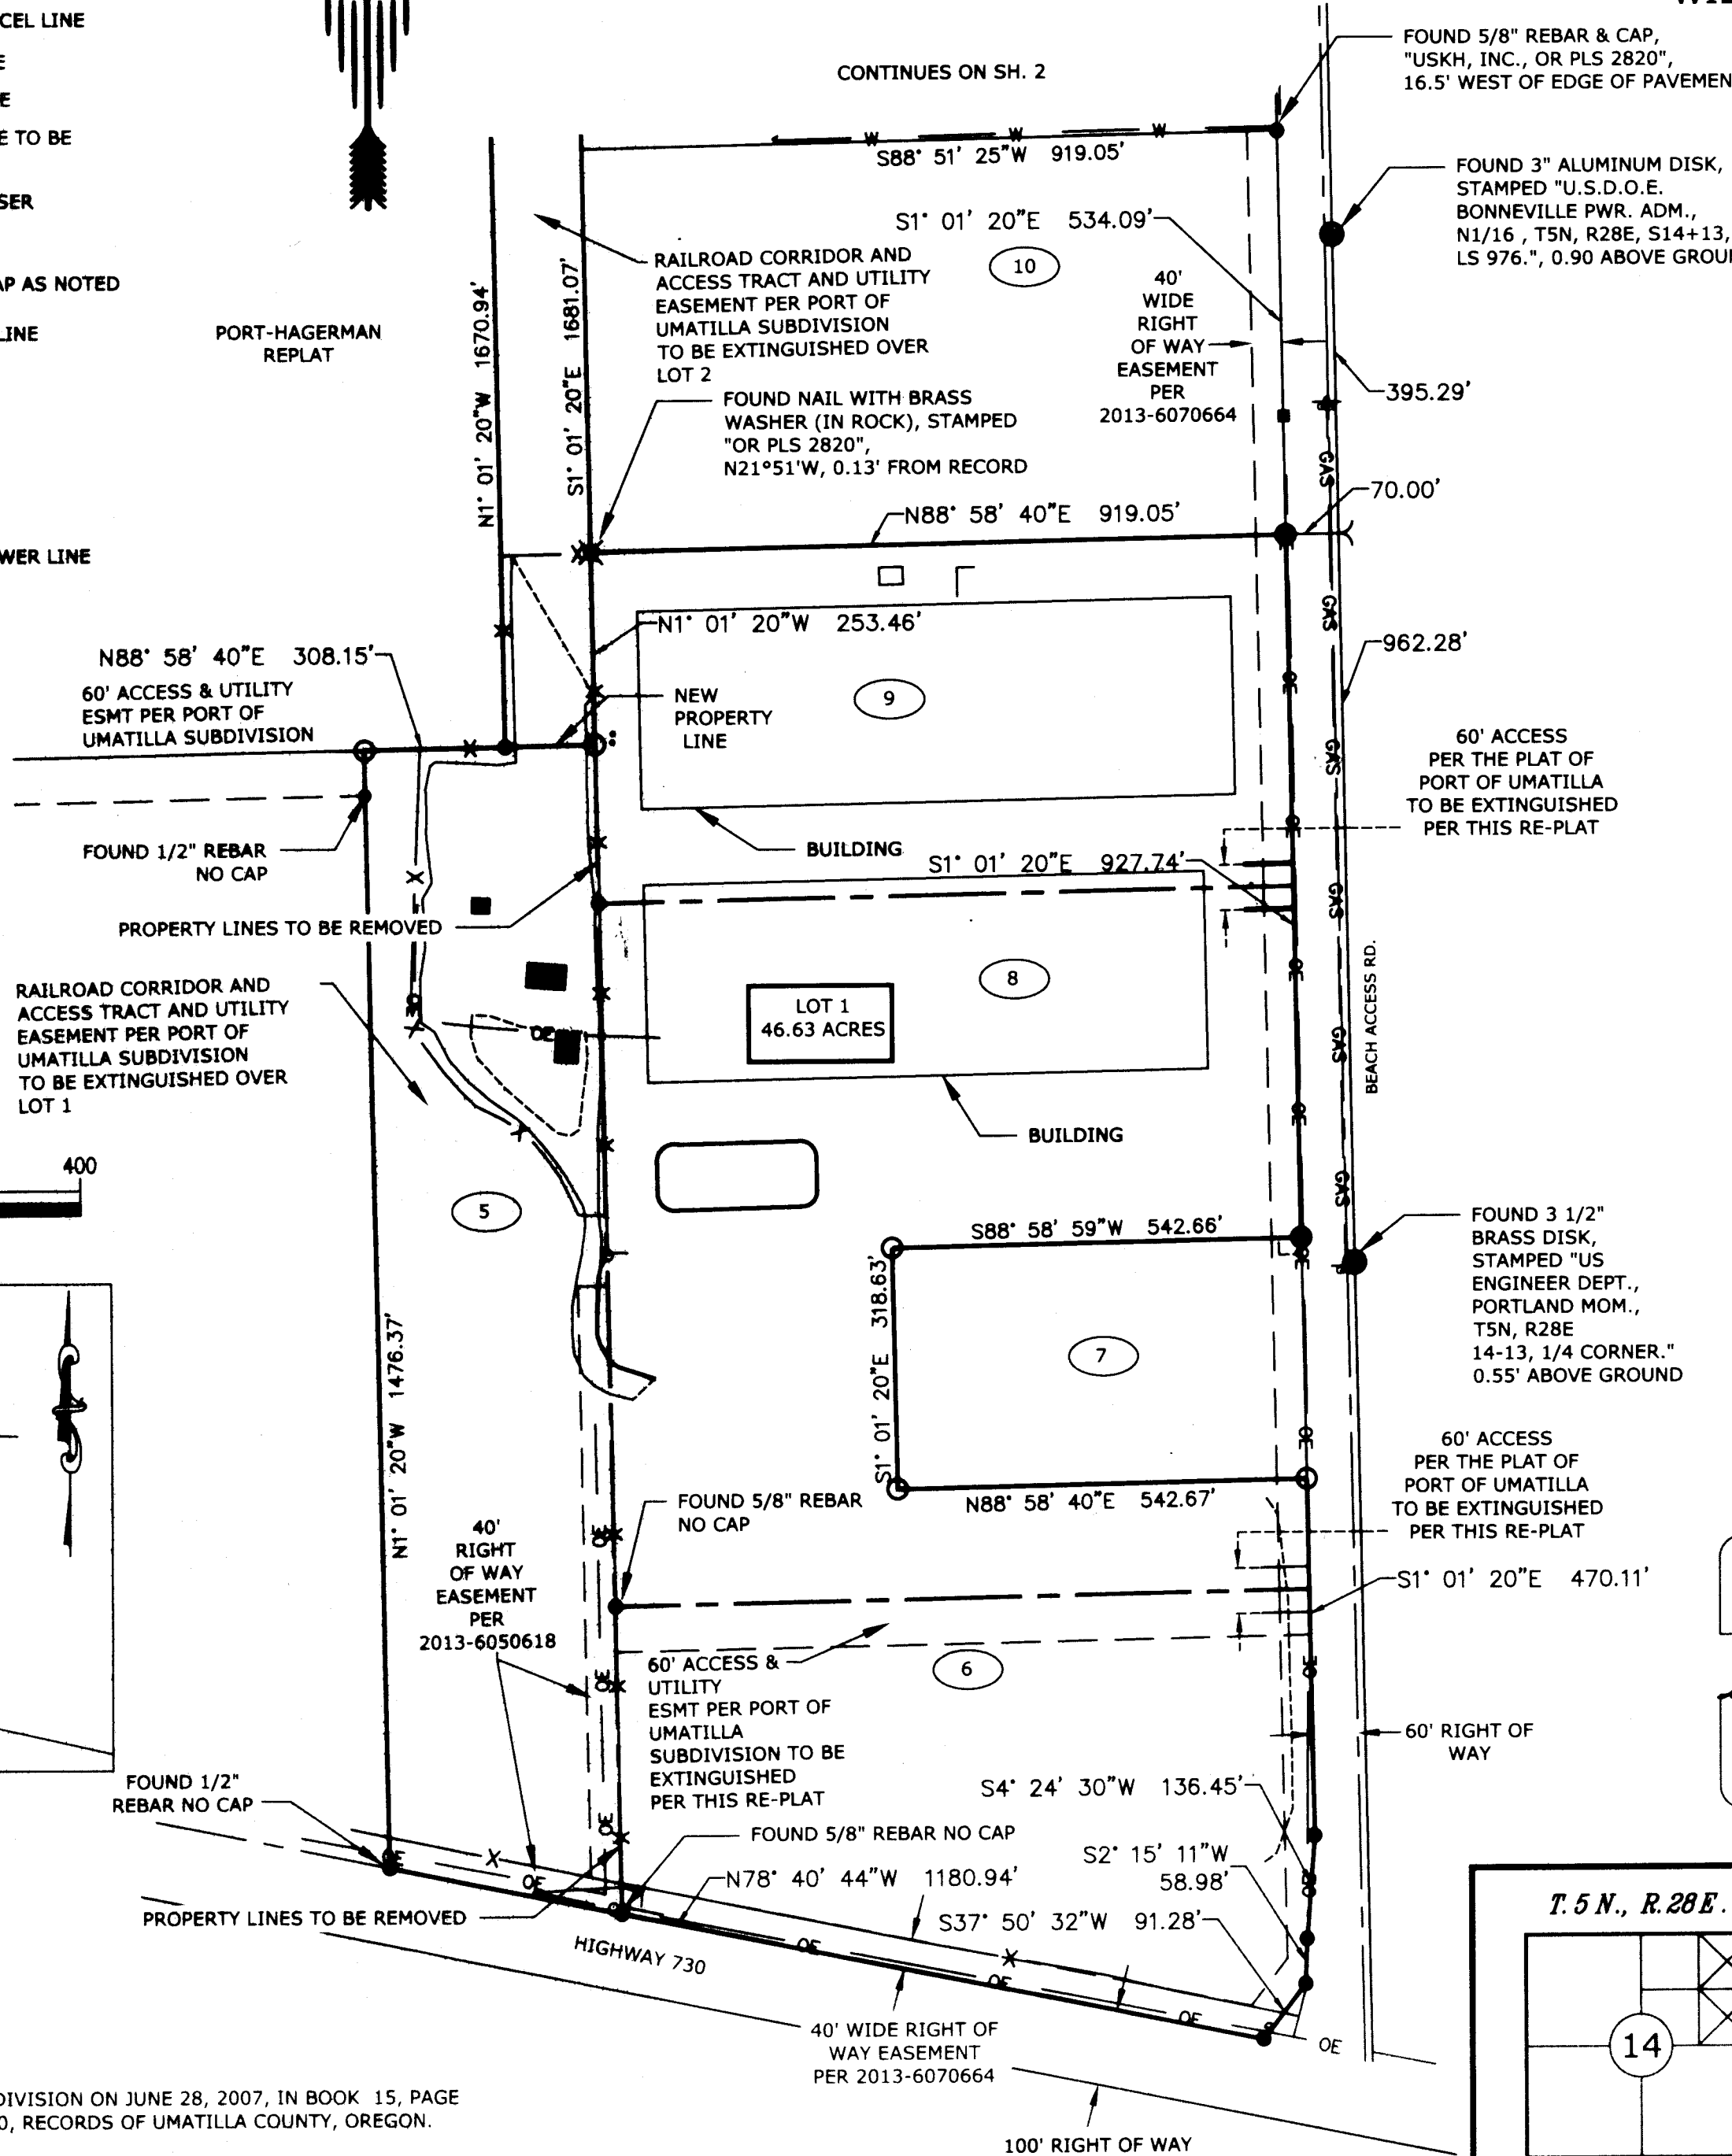 CEL LINE
E
E
E TO BE
SER
AP AS NOTED
LINE
WER LINE
CONTINUES ON SH. 2
FOUND 5/8" REBAR & CAP,
"USKH, INC., OR PLS 2820",
16.5' WEST OF EDGE OF PAVEMEN
S88° 51' 25"W 919.05'
FOUND 3" ALUMINUM DISK,
STAMPED "U.S.D.O.E.
BONNEVILLE PWR. ADM.,
N1/16 , T5N, R28E, S14+13,
LS 976.", 0.90 ABOVE GROU
S1° 01' 20"E 534.09'
10
RAILROAD CORRIDOR AND
ACCESS TRACT AND UTILITY
EASEMENT PER PORT OF
UMATILLA SUBDIVISION
TO BE EXTINGUISHED OVER
LOT 2
40'
WIDE
RIGHT
OF WAY
EASEMENT
PER
2013-6070664
N1° 01' 20"W 1670.94'
S1° 01' 20"E 1681.07'
PORT-HAGERMAN
REPLAT
395.29'
FOUND NAIL WITH BRASS
WASHER (IN ROCK), STAMPED
"OR PLS 2820",
N21°51'W, 0.13' FROM RECORD
70.00'
N88° 58' 40"E 919.05'
N1° 01' 20"W 253.46'
962.28'
N88° 58' 40"E 308.15'
60' ACCESS & UTILITY
ESMT PER PORT OF
UMATILLA SUBDIVISION
NEW
PROPERTY
LINE
9
60' ACCESS
PER THE PLAT OF
PORT OF UMATILLA
TO BE EXTINGUISHED
PER THIS RE-PLAT
FOUND 1/2" REBAR
NO CAP
BUILDING
S1° 01' 20"E 927.74'
PROPERTY LINES TO BE REMOVED
RAILROAD CORRIDOR AND
ACCESS TRACT AND UTILITY
EASEMENT PER PORT OF
UMATILLA SUBDIVISION
TO BE EXTINGUISHED OVER
LOT 1
8
LOT 1
46.63 ACRES
BEACH ACCESS RD.
BUILDING
400
5
S88° 58' 59"W 542.66'
FOUND 3 1/2"
BRASS DISK,
STAMPED "US
ENGINEER DEPT.,
PORTLAND MOM.,
T5N, R28E
14-13, 1/4 CORNER."
0.55' ABOVE GROUND
S1° 01' 20"E 318.63'
7
N1° 01' 20"W 1476.37'
N88° 58' 40"E 542.67'
60' ACCESS
PER THE PLAT OF
PORT OF UMATILLA
TO BE EXTINGUISHED
PER THIS RE-PLAT
FOUND 5/8" REBAR
NO CAP
40'
RIGHT
OF WAY
EASEMENT
PER
2013-6050618
S1° 01' 20"E 470.11'
60' ACCESS &
UTILITY
ESMT PER PORT OF
UMATILLA
SUBDIVISION TO BE
EXTINGUISHED
PER THIS RE-PLAT
6
60' RIGHT OF
WAY
FOUND 1/2"
REBAR NO CAP
S4° 24' 30"W 136.45'
FOUND 5/8" REBAR NO CAP
S2° 15' 11"W
58.98'
N78° 40' 44"W 1180.94'
S37° 50' 32"W 91.28'
PROPERTY LINES TO BE REMOVED
HIGHWAY 730
40' WIDE RIGHT OF
WAY EASEMENT
PER 2013-6070664
100' RIGHT OF WAY
GAS
GAS
GAS
GAS
GAS
GAS
W
W
W
OE
OE
OE
OE
OE
T. 5 N., R. 28 E.
14
DIVISION ON JUNE 28, 2007, IN BOOK 15, PAGE
0, RECORDS OF UMATILLA COUNTY, OREGON.